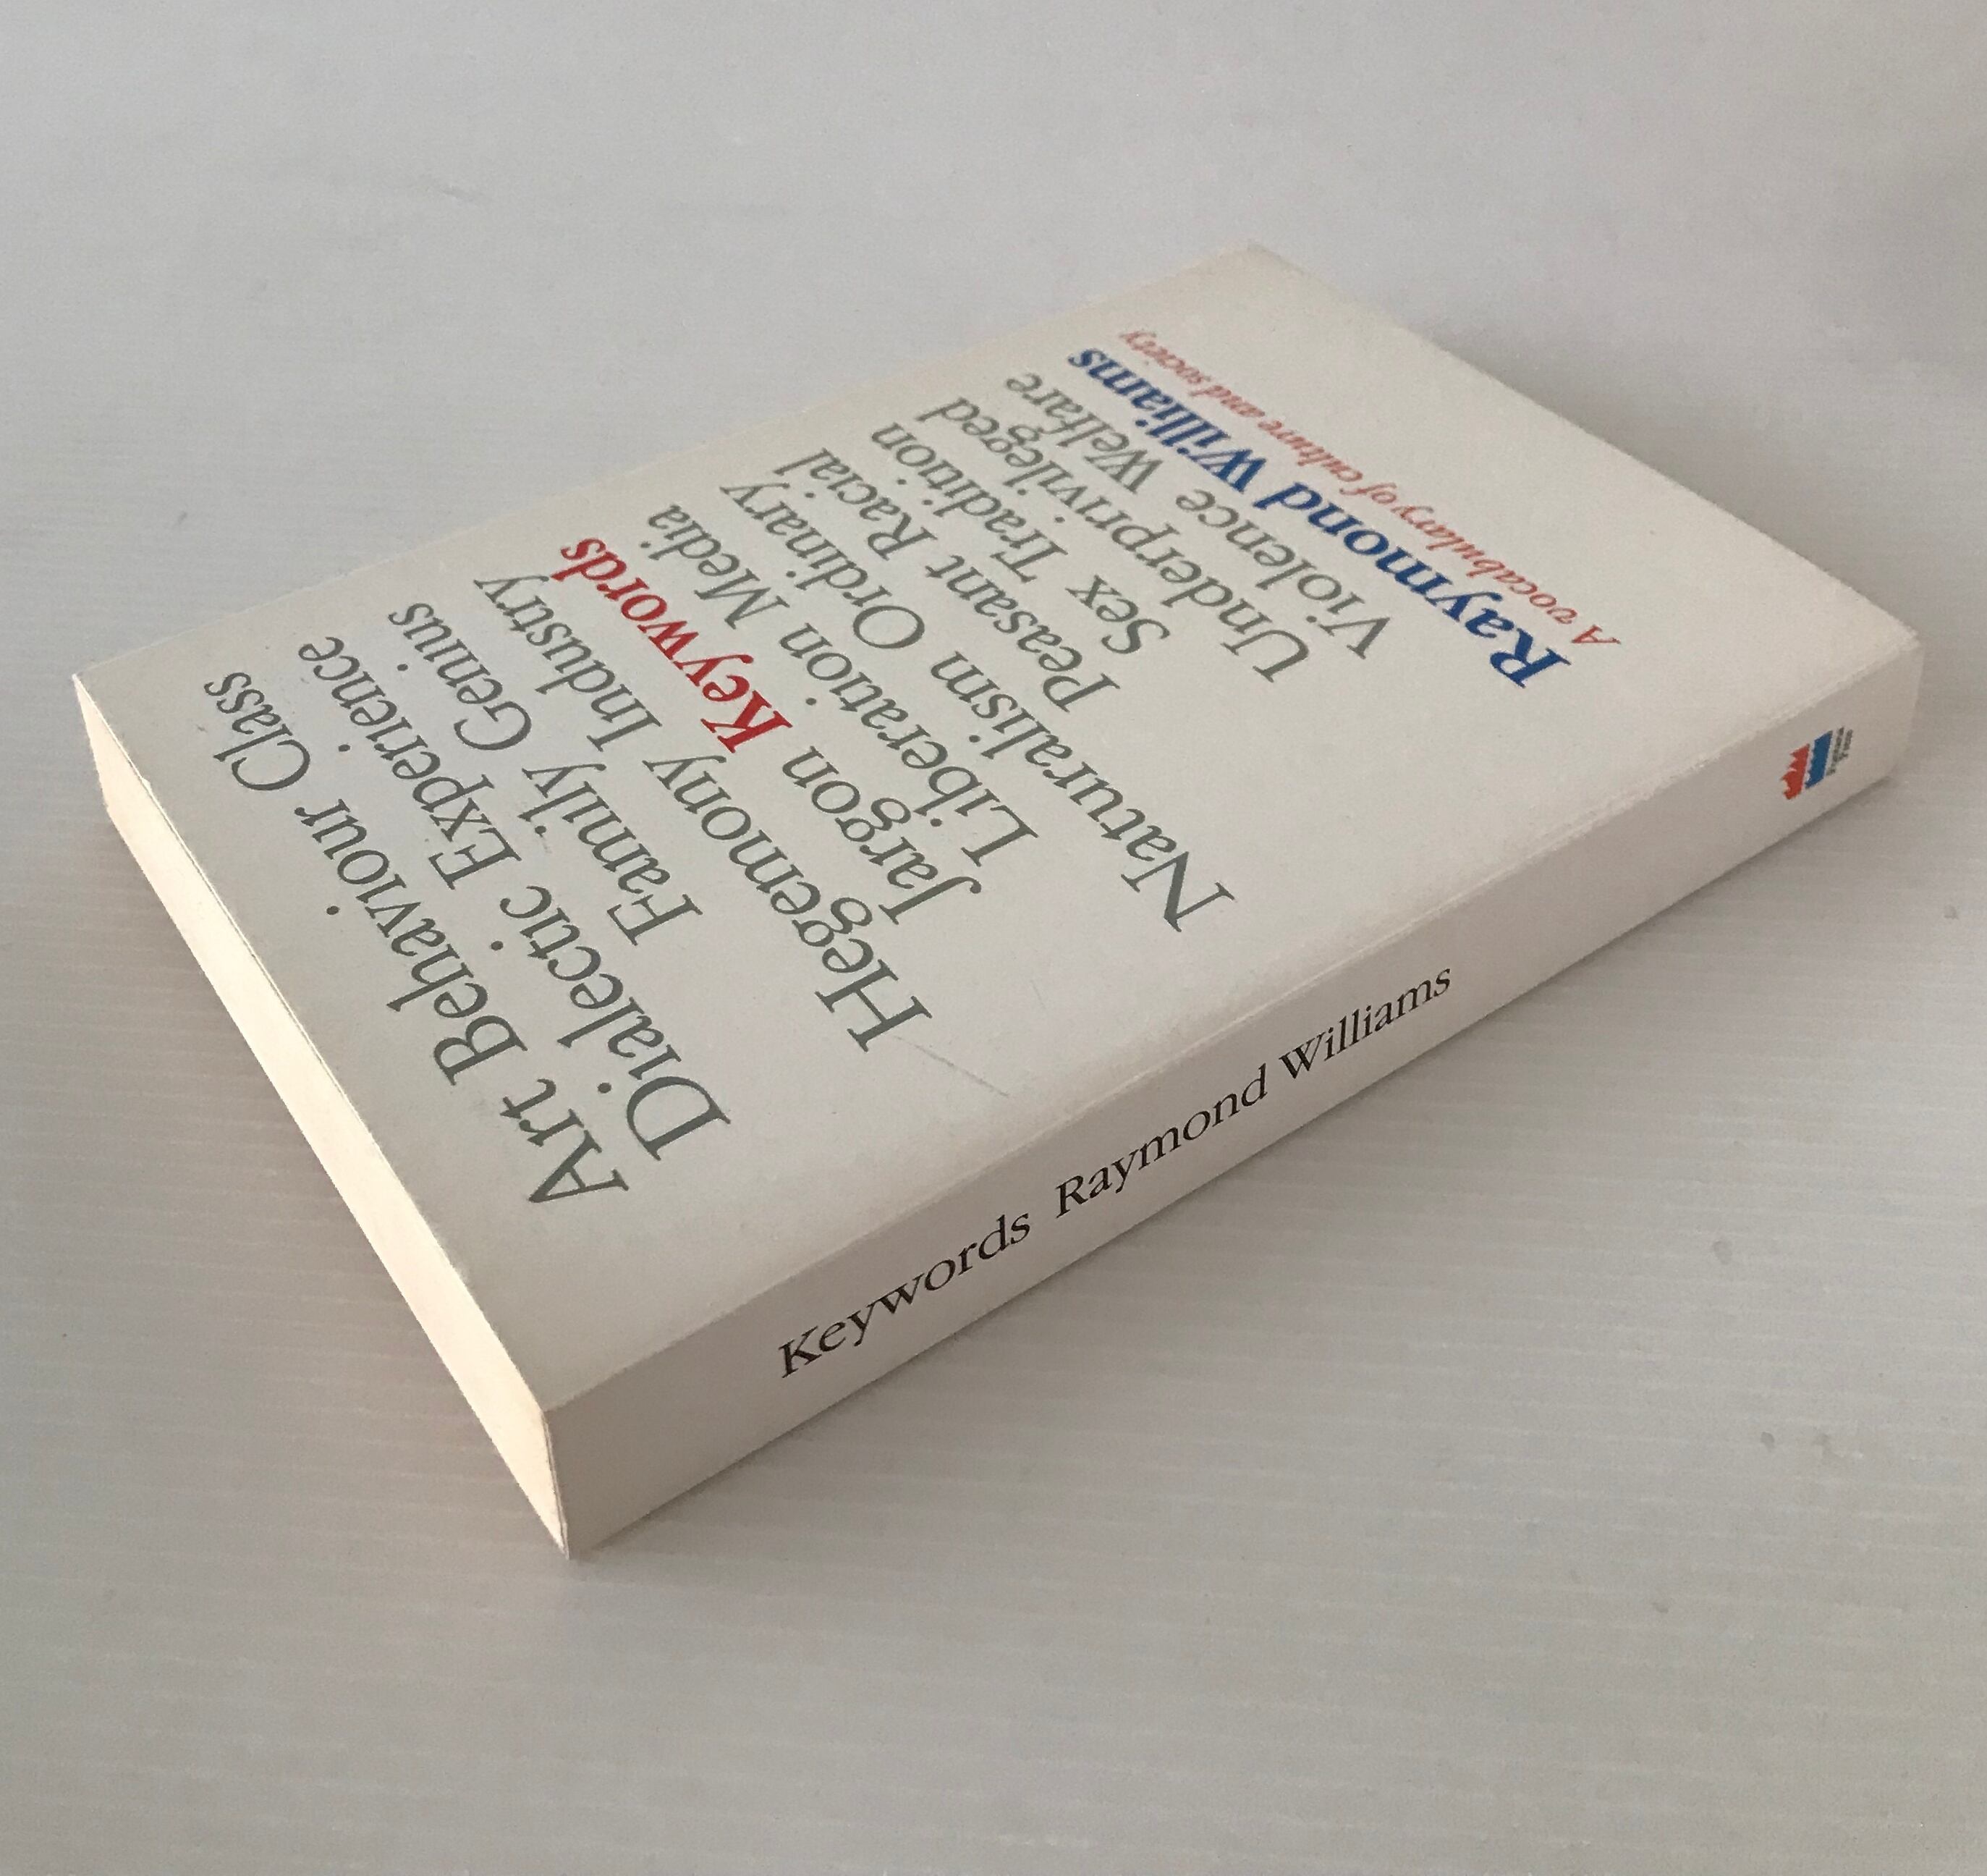 Art Behaviour Class
Dialectic Experience
Family Genius
Hegemony Industry
Jargon Keywords
Liberation Media
Naturalism Ordinary
Peasant Racial
Sex Tradition
Underprivileged
Violence Welfare
Raymond Williams
A vocabulary of culture and society
Keywords Raymond Williams